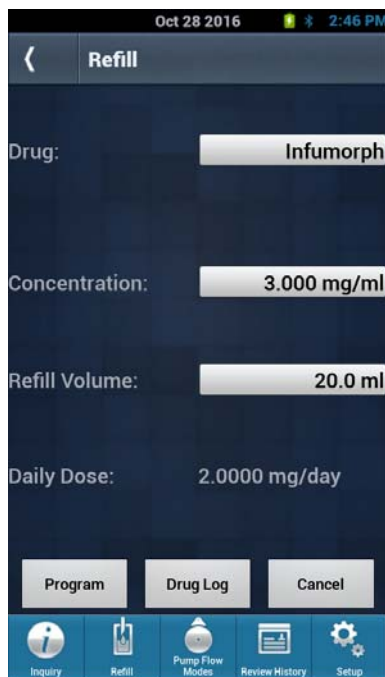 Oct 28 2016 2:46 PM
Refill
Drug: Infumorph
Concentration: 3.000 mg/ml
Refill Volume: 20.0 ml
Daily Dose: 2.0000 mg/day
Program Drug Log Cancel
Inquiry Refill Pump Flow Modes Review History Setup